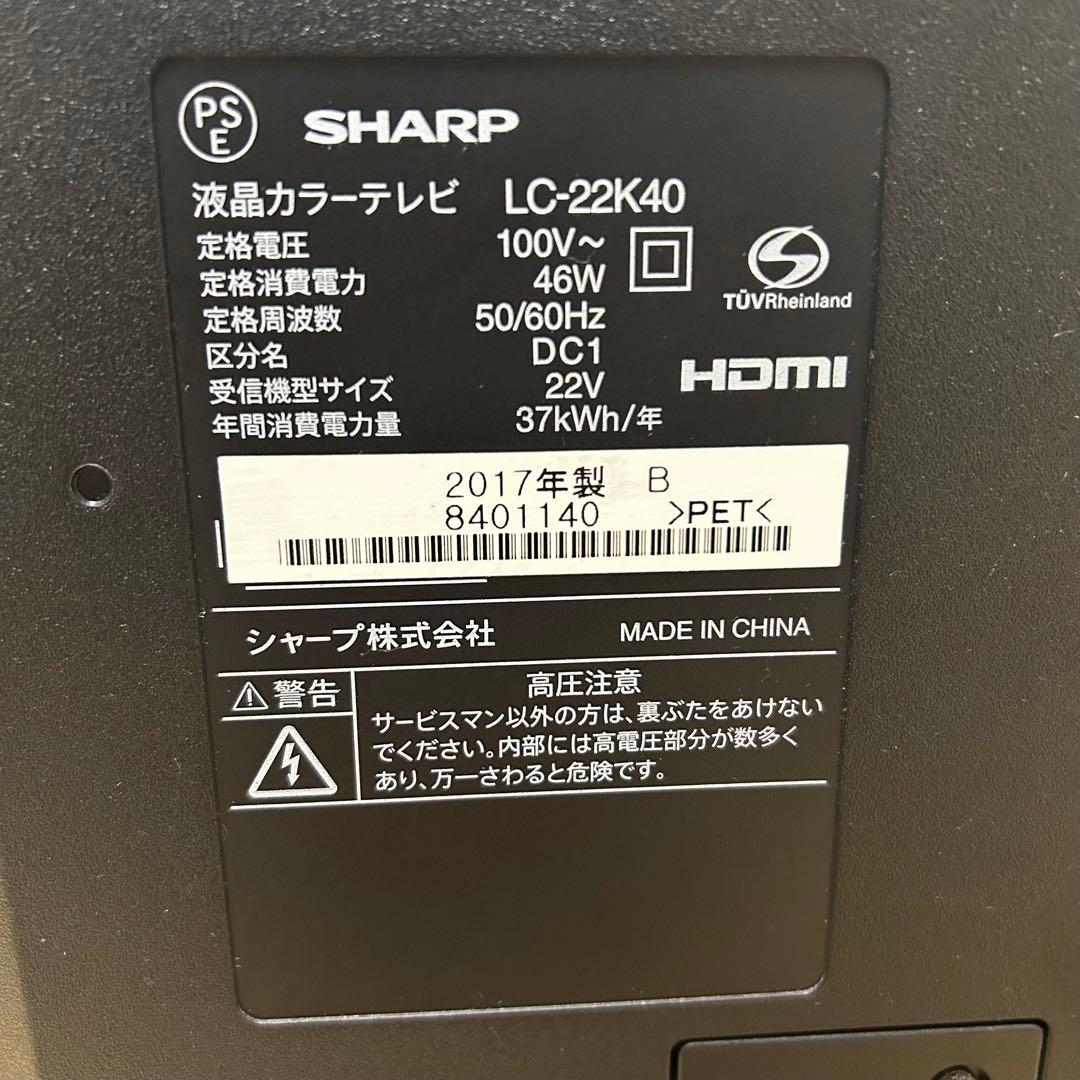 PSE SHARP
液晶カラーテレビ LC-22K40
定格電圧 100V～
定格消費電力 46W
定格周波数 50/60Hz
区分名 DC1
受信機型サイズ 22V
年間消費電力量 37kWh/年
TÜVRheinland
HDMI
2017年製 B
8401140 >PET<
シャープ株式会社 MADE IN CHINA
⚠警告
高圧注意
サービスマン以外の方は、裏ぶたをあけない
でください。内部には高電圧部分が数多く
あり、万一さわると危険です。